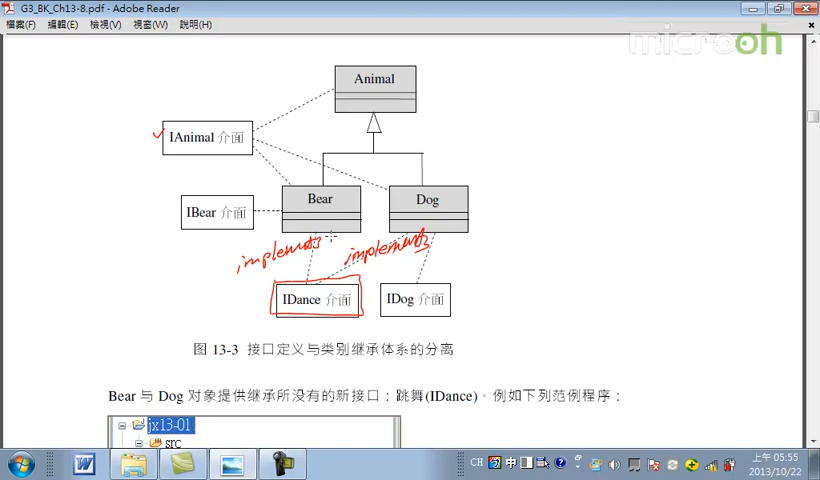 G3_BK_Ch13-8.pdf - Adobe Reader
檔案(F) 編輯(E) 檢視(V) 視窗(W) 說明(H)
microoh
Animal
IAnimal 介面
Bear
Dog
IBear 介面
implements
implements
IDance 介面
IDog 介面
图 13-3 接口定义与类别继承体系的分离
Bear 与 Dog 对象提供继承所没有的新接口：跳舞(IDance)。例如下列范例程序：
jx13-01
src
CH 中
上午 05:55
2013/10/22